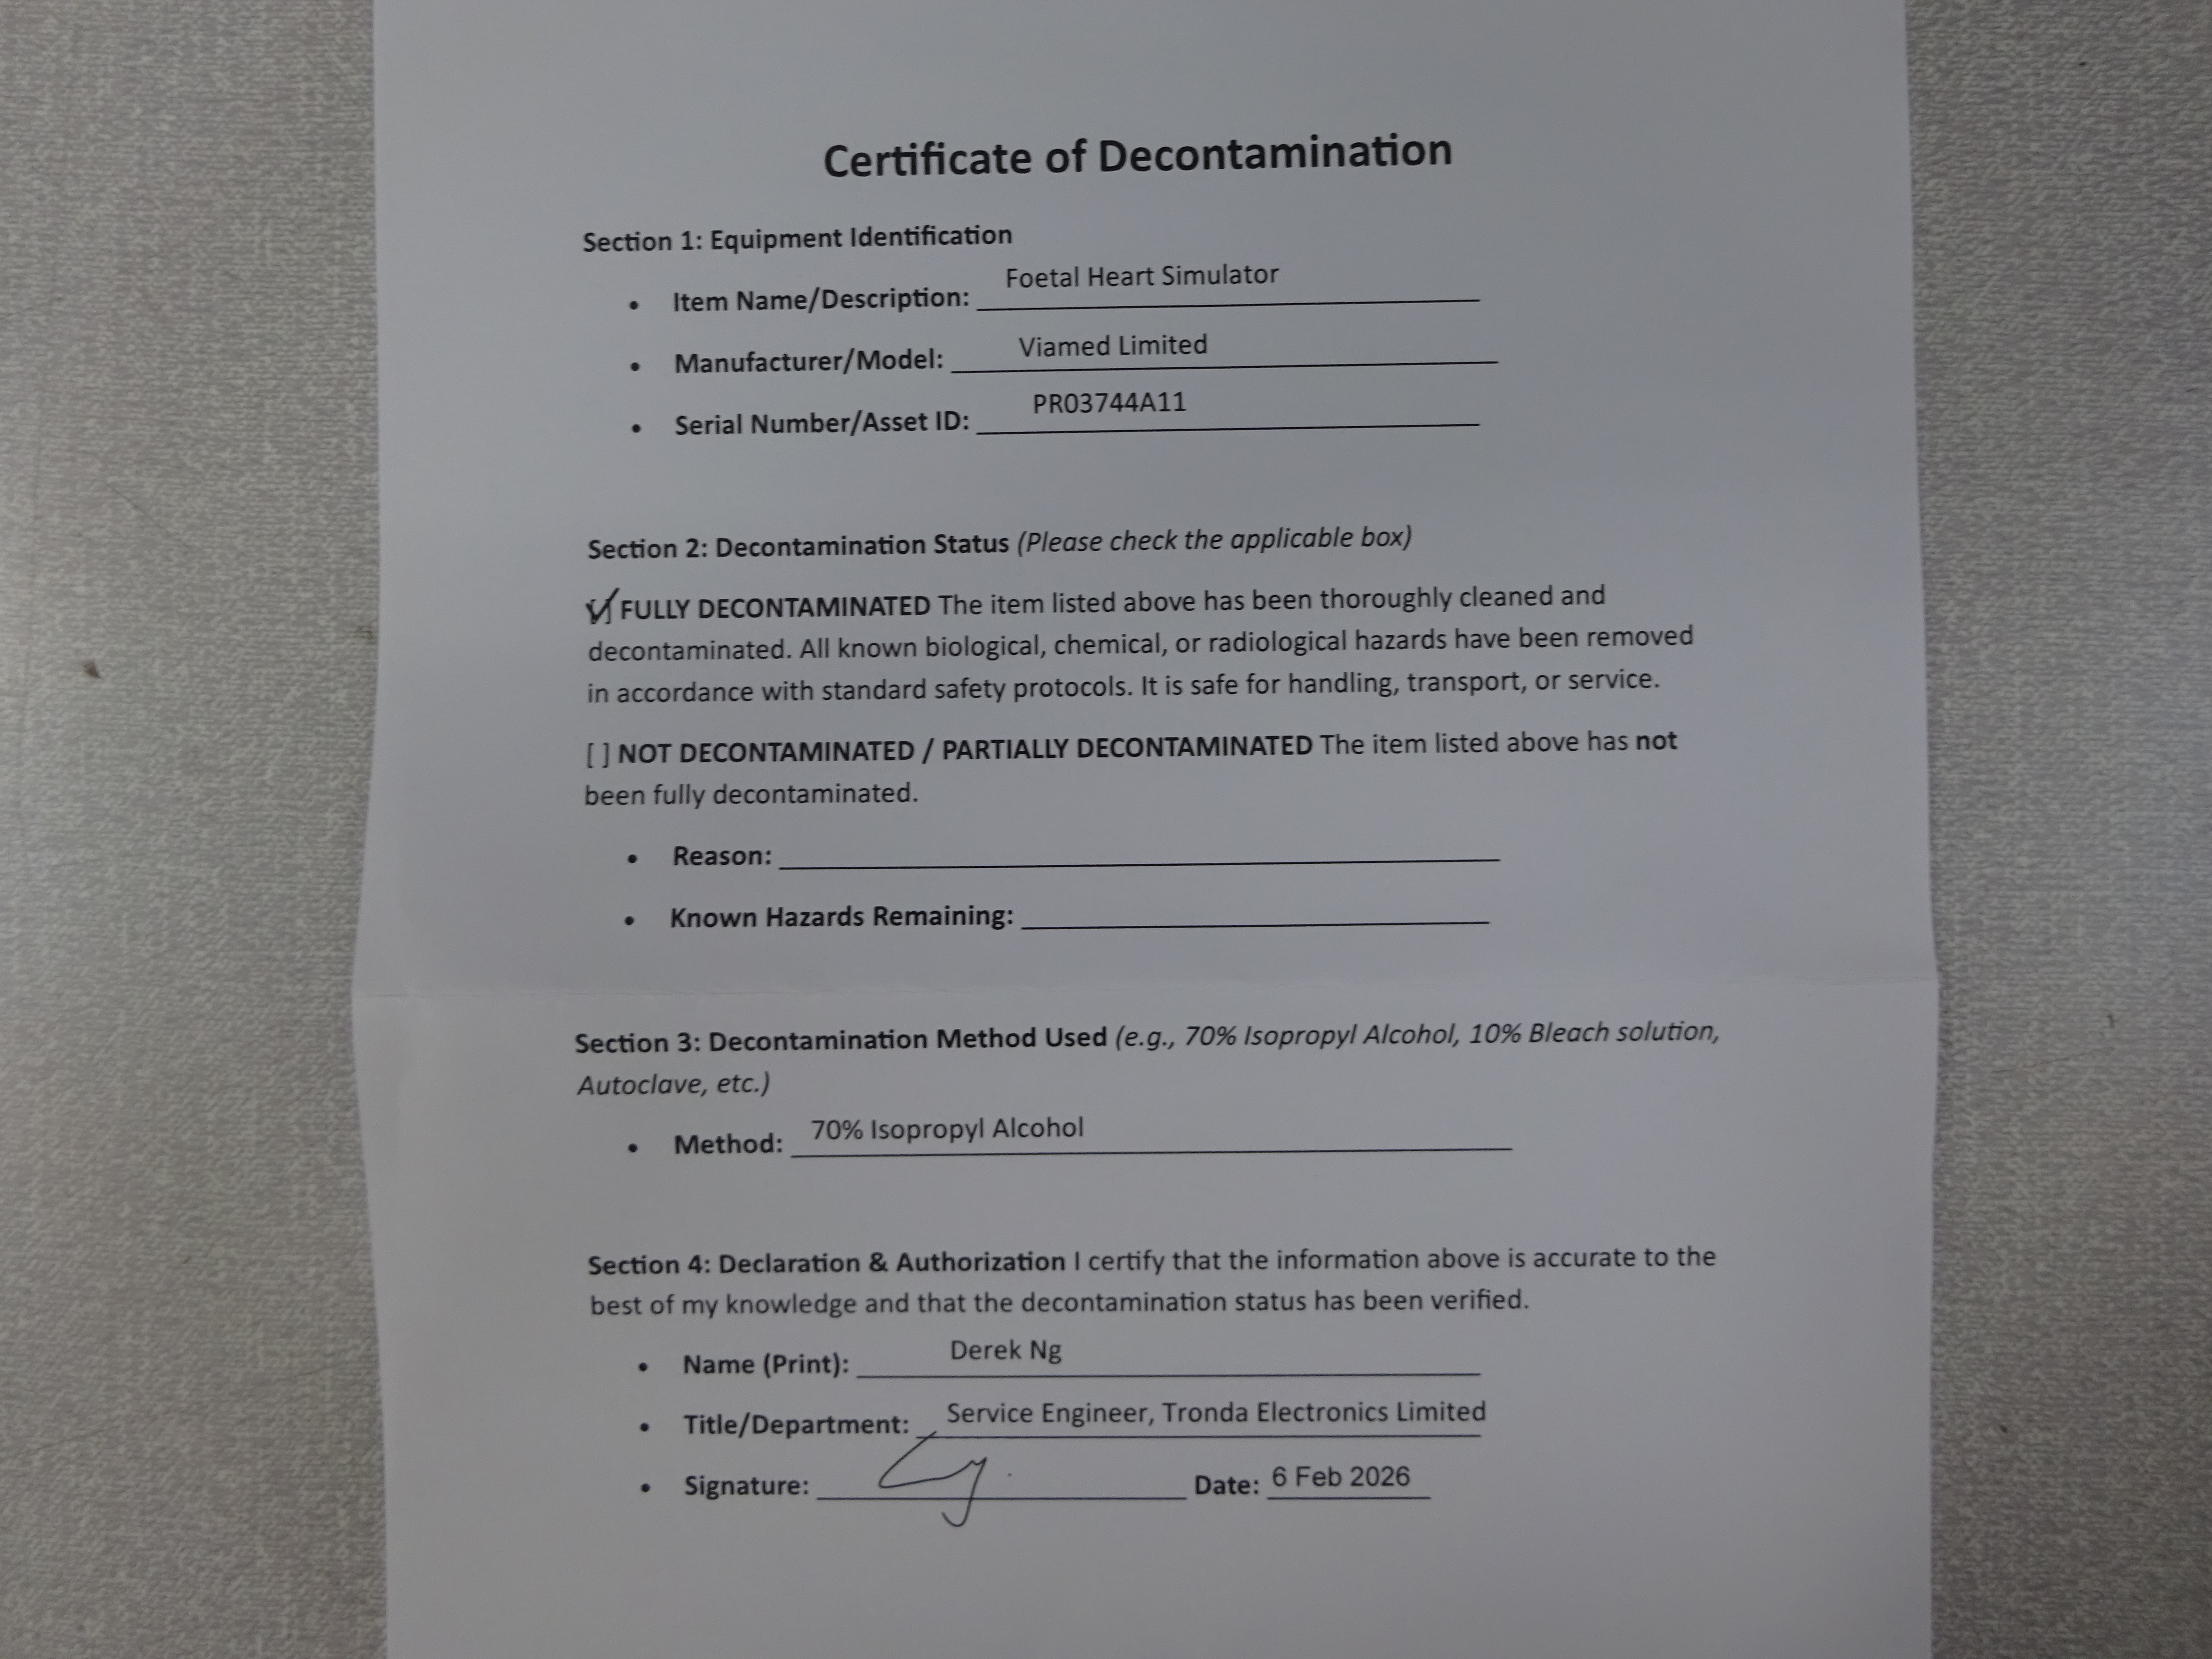 Certificate of Decontamination
Section 1: Equipment Identification
• Item Name/Description: Foetal Heart Simulator
• Manufacturer/Model: Viamed Limited
• Serial Number/Asset ID: PR03744A11
Section 2: Decontamination Status (Please check the applicable box)
[✓] FULLY DECONTAMINATED The item listed above has been thoroughly cleaned and
decontaminated. All known biological, chemical, or radiological hazards have been removed
in accordance with standard safety protocols. It is safe for handling, transport, or service.
[ ] NOT DECONTAMINATED / PARTIALLY DECONTAMINATED The item listed above has not
been fully decontaminated.
• Reason:
• Known Hazards Remaining:
Section 3: Decontamination Method Used (e.g., 70% Isopropyl Alcohol, 10% Bleach solution,
Autoclave, etc.)
• Method: 70% Isopropyl Alcohol
Section 4: Declaration & Authorization I certify that the information above is accurate to the
best of my knowledge and that the decontamination status has been verified.
• Name (Print): Derek Ng
• Title/Department: Service Engineer, Tronda Electronics Limited
• Signature: Date: 6 Feb 2026